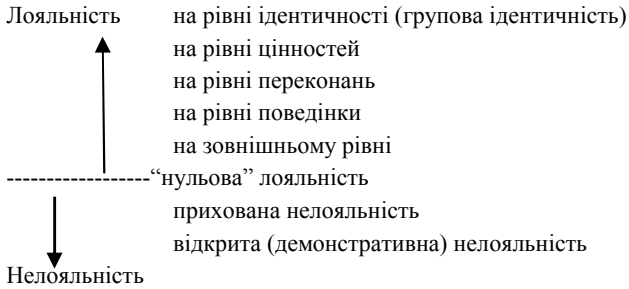 Лояльність на рівні ідентичності (групова ідентичність)
на рівні цінностей
на рівні переконань
на рівні поведінки
на зовнішньому рівні
------------------“нульова” лояльність
прихована нелояльність
відкрита (демонстративна) нелояльність
Нелояльність